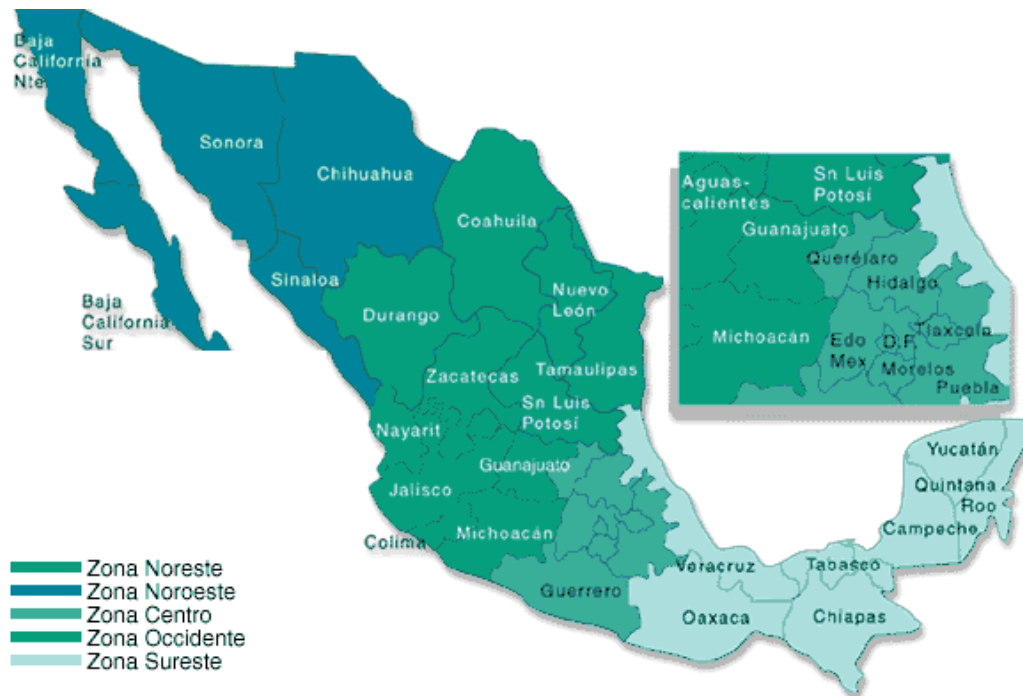 Baja
California
Nte
Sonora
Chihuahua
Coahuila
Sinaloa
Baja
California
Sur
Durango
Nuevo
León
Zacatecas
Tamaulipas
Sn Luis
Potosí
Nayarit
Guanajuato
Jalisco
Colima
Michoacán
Guerrero
Veracruz
Oaxaca
Tabasco
Chiapas
Yucatán
Quintana
Roo
Campeche
Aguas-
calientes
Sn Luis
Potosí
Guanajuato
Querélaro
Hidalgo
Michoacán
Edo
Mex
D.F.
Tlaxcala
Morelos
Puebla
Zona Noreste
Zona Noroeste
Zona Centro
Zona Occidente
Zona Sureste